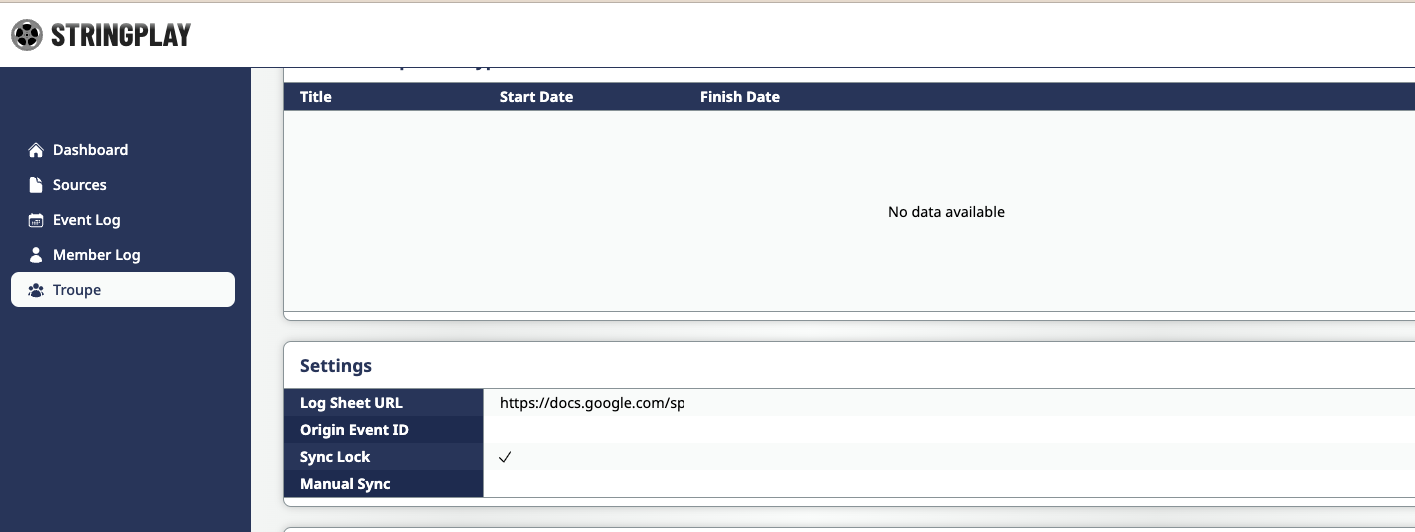 STRINGPLAY
Title Start Date Finish Date
No data available
Dashboard
Sources
Event Log
Member Log
Troupe
Settings
Log Sheet URL https://docs.google.com/sp
Origin Event ID
Sync Lock ✓
Manual Sync